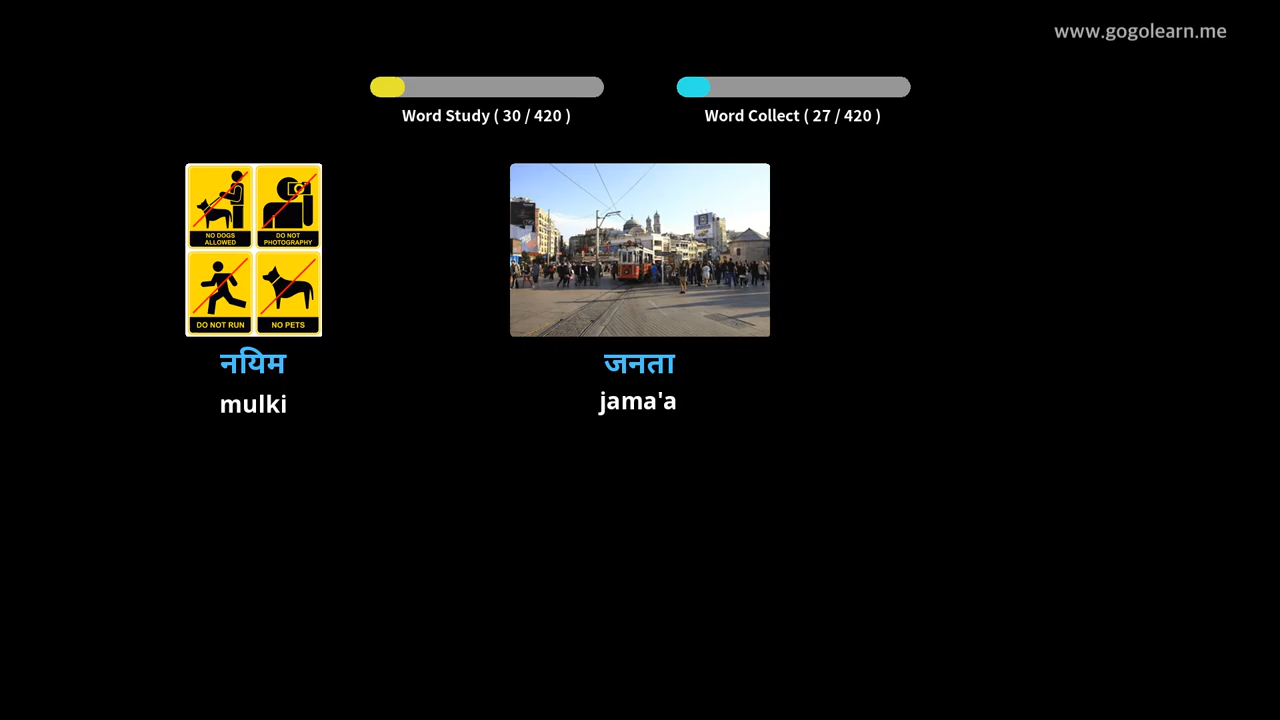 www.gogolearn.me
Word Study ( 30 / 420 )
Word Collect ( 27 / 420 )
NO DOGS
ALLOWED
DO NOT
PHOTOGRAPHY
DO NOT RUN
NO PETS
नयिम
mulki
जनता
jama'a